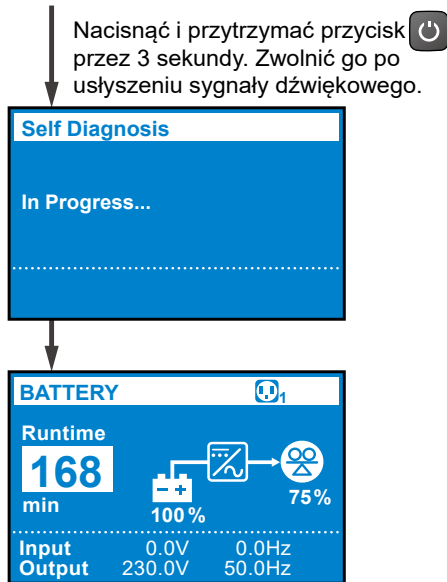 Nacisnąć i przytrzymać przycisk
przez 3 sekundy. Zwolnić go po
usłyszeniu sygnały dźwiękowego.
Self Diagnosis
In Progress...
BATTERY 1
Runtime
168
min
100%
75%
Input 0.0V 0.0Hz
Output 230.0V 50.0Hz